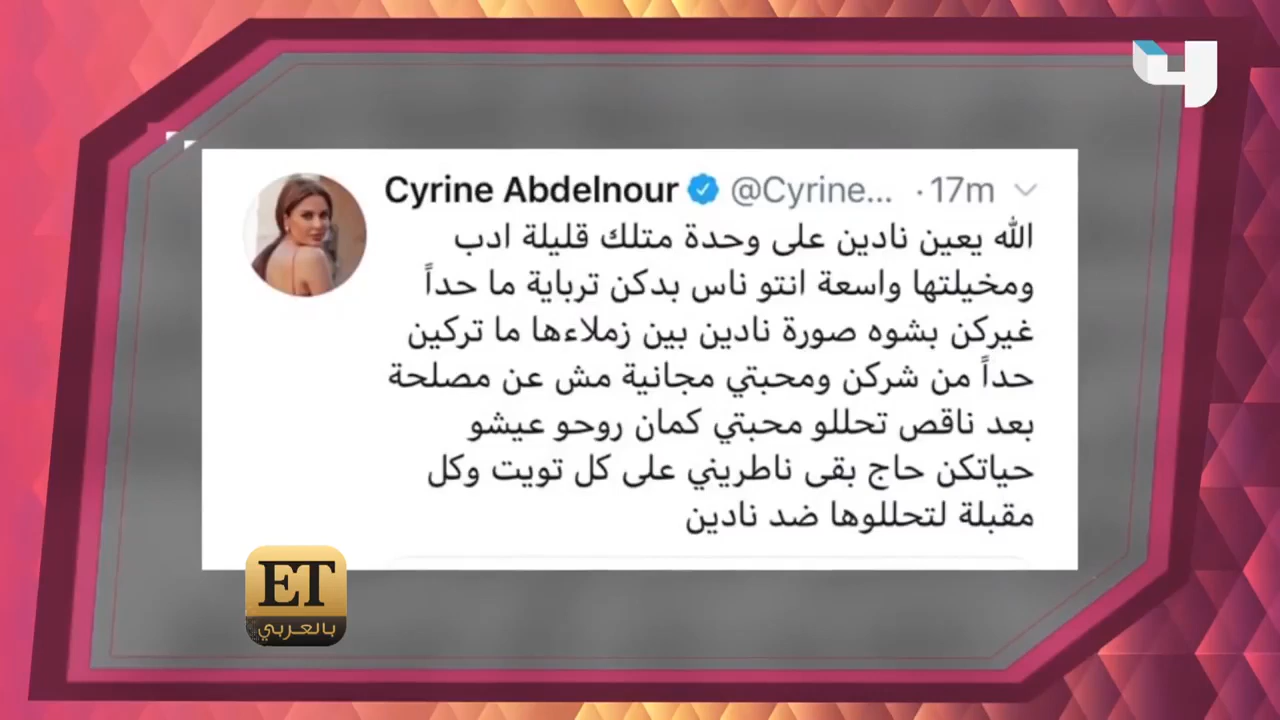 Cyrine Abdelnour @Cyrine... · 17m
الله يعين نادين على وحدة متلك قليلة ادب
ومخيلتها واسعة انتو ناس بدكن ترباية ما حداً
غيركن بشوه صورة نادين بين زملاءها ما تركين
حداً من شركن ومحبتي مجانية مش عن مصلحة
بعد ناقص تحللو محبتي كمان روحو عيشو
حياتكن حاج بقى ناطريني على كل تويت وكل
مقبلة لتحللوها ضد نادين
ET
بالعربي